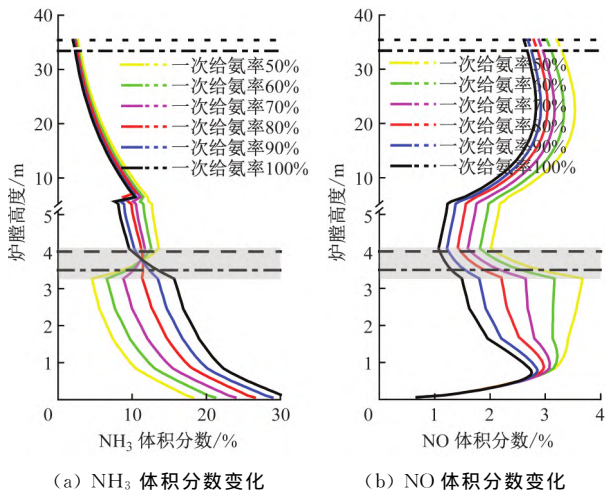 40
30
20
10
5
4
3
2
1
炉膛高度/m
一次给氨率50%
一次给氨率60%
一次给氨率70%
一次给氨率80%
一次给氨率90%
一次给氨率100%
10
20
30
NH₃ 体积分数/%
(a) NH₃ 体积分数变化
40
30
20
10
5
4
3
2
1
炉膛高度/m
一次给氨率50%
一次给氨率60%
一次给氨率70%
一次给氨率80%
一次给氨率90%
一次给氨率100%
1
2
3
4
NO 体积分数/%
(b) NO 体积分数变化